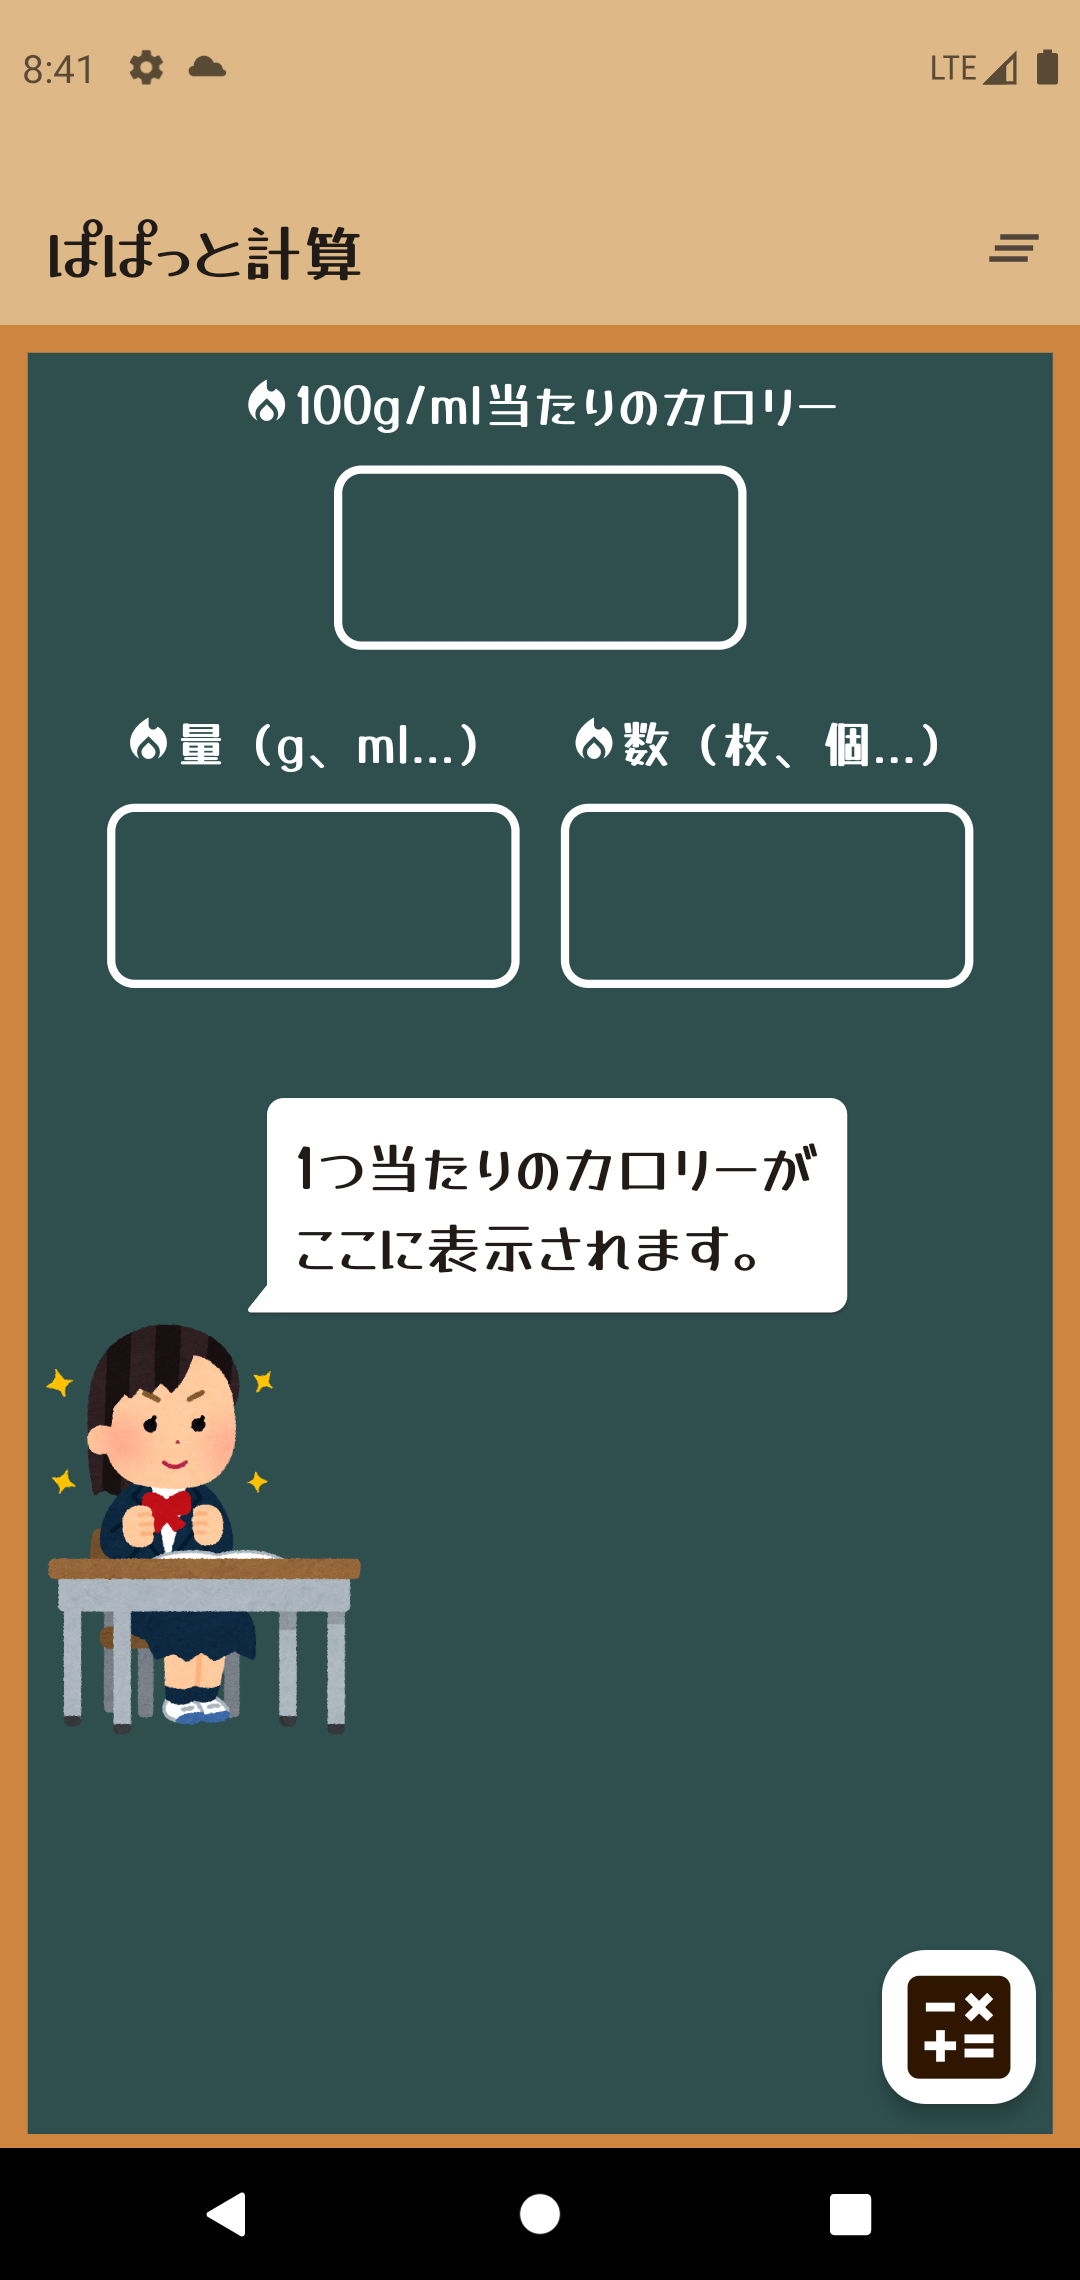 8:41
LTE
ぱぱっと計算
100g/ml当たりのカロリー
量（g、ml...）
数（枚、個...）
1つ当たりのカロリーが
ここに表示されます。